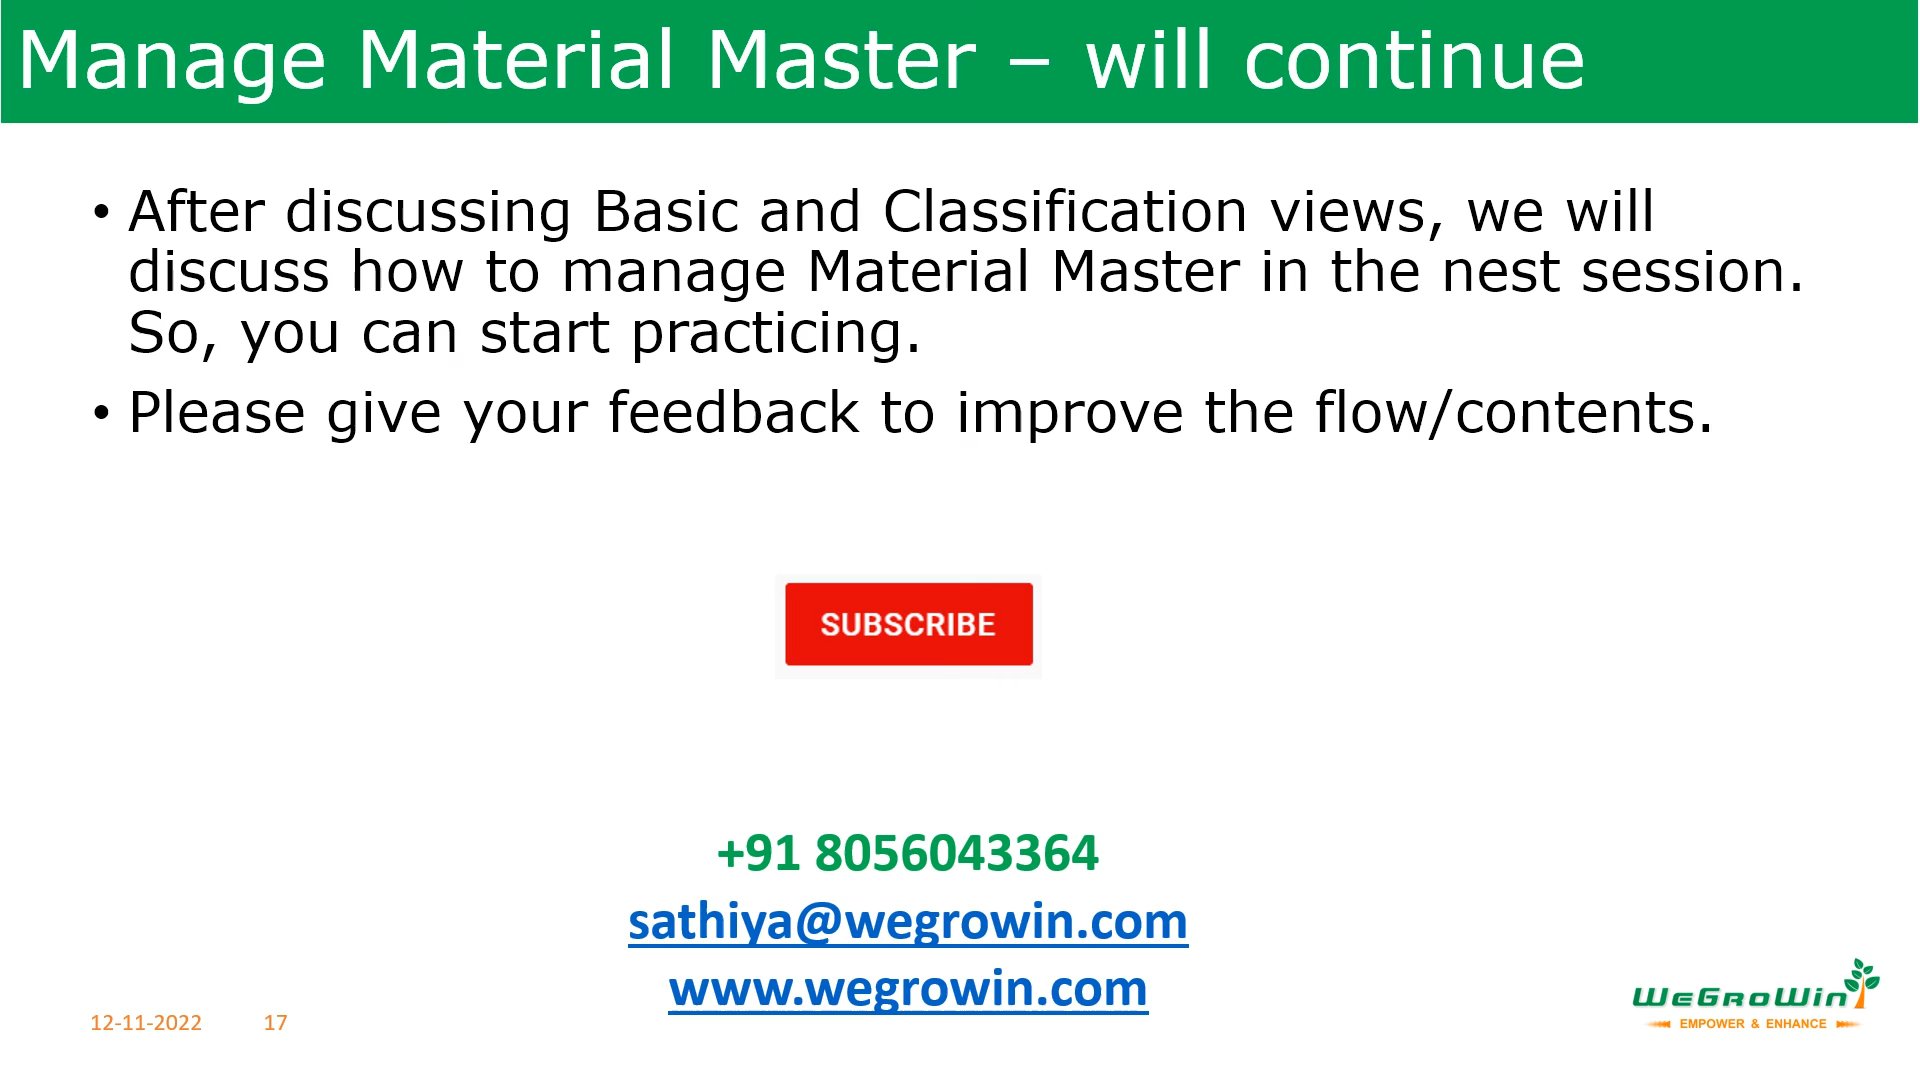 Manage Material Master – will continue
• After discussing Basic and Classification views, we will
discuss how to manage Material Master in the nest session.
So, you can start practicing.
• Please give your feedback to improve the flow/contents.
SUBSCRIBE
+91 8056043364
sathiya@wegrowin.com
www.wegrowin.com
12-11-2022 17
WeGroWin
EMPOWER & ENHANCE